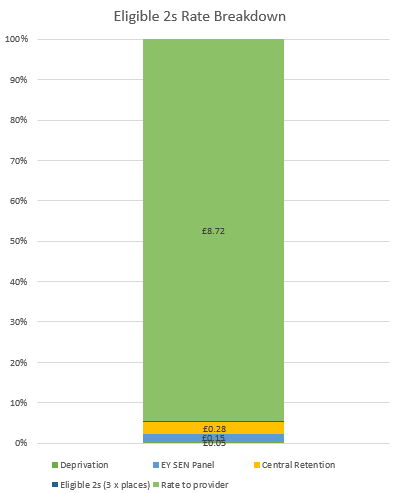 Eligible 2s Rate Breakdown
100%
90%
80%
70%
60%
50%
40%
30%
20%
10%
0%
£8.72
£0.28
£0.15
£0.05
Deprivation
EY SEN Panel
Central Retention
Eligible 2s (3 x places)
Rate to provider